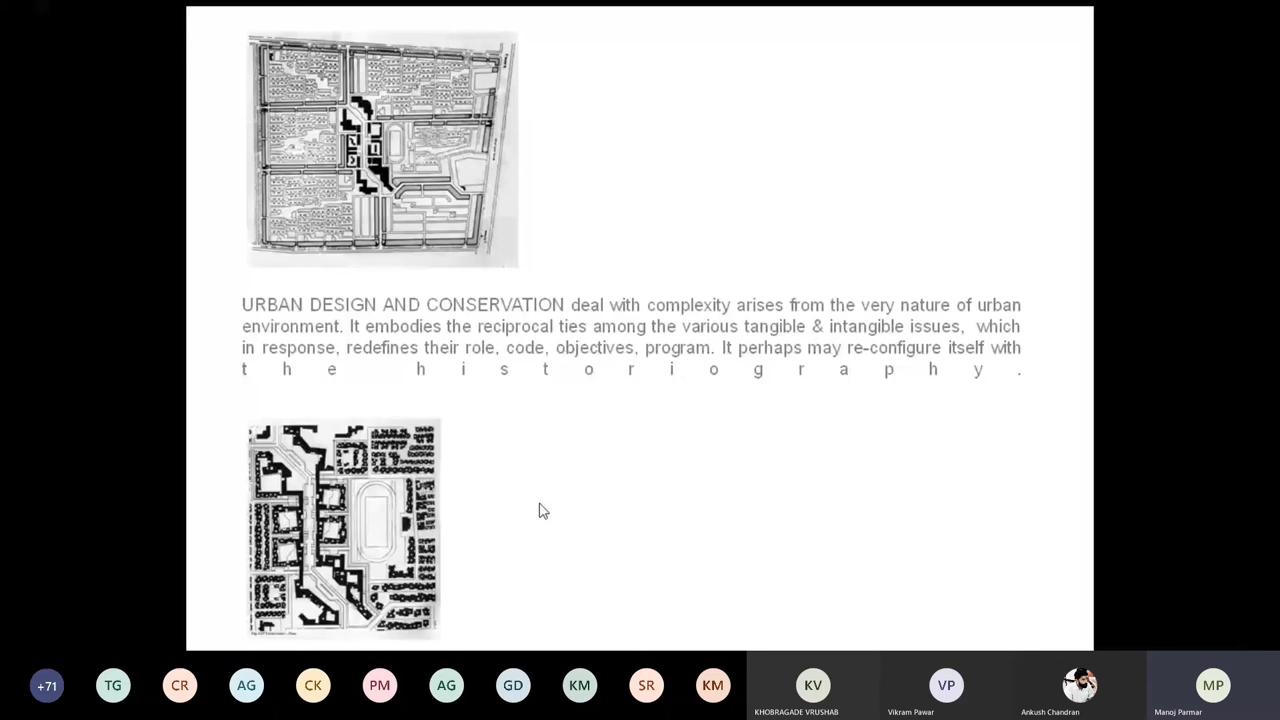 URBAN DESIGN AND CONSERVATION deal with complexity arises from the very nature of urban
environment. It embodies the reciprocal ties among the various tangible & intangible issues, which
in response, redefines their role, code, objectives, program. It perhaps may re-configure itself with
the historiography.
+71
TG
CR
AG
CK
PM
AG
GD
KM
SR
KM
KV
KHOBRAGADE VRUSHAB
VP
Vikram Pawar
Ankush Chandran
MP
Manoj Parmar